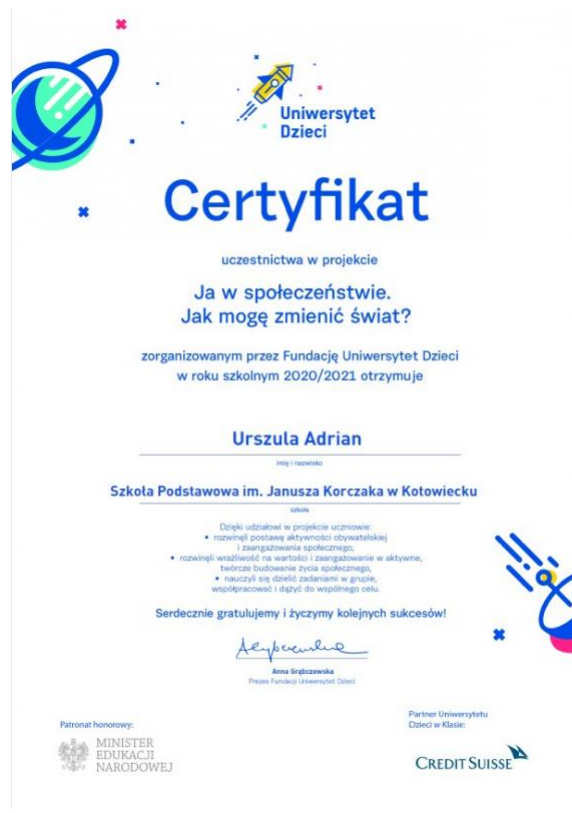 Uniwersytet
Dzieci
Certyfikat
uczestnictwa w projekcie
Ja w społeczeństwie.
Jak mogę zmienić świat?
zorganizowanym przez Fundację Uniwersytet Dzieci
w roku szkolnym 2020/2021 otrzymuje
Urszula Adrian
imię i nazwisko
Szkoła Podstawowa im. Janusza Korczaka w Kotowiecku
szkoła
Dzięki udziałowi w projekcie uczniowie:
• rozwinęli postawę aktywności obywatelskiej
i zaangażowania społecznego,
• rozwinęli wrażliwość na wartości i zaangażowanie w aktywne,
twórcze budowanie życia społecznego,
• nauczyli się dzielić zadaniami w grupie,
współpracować i dążyć do wspólnego celu.
Serdecznie gratulujemy i życzymy kolejnych sukcesów!
Anna Grąbczewska
Prezes Fundacji Uniwersytet Dzieci
Patronat honorowy:
MINISTER
EDUKACJI
NARODOWEJ
Partner Uniwersytetu
Dzieci w Klasie:
CREDIT SUISSE